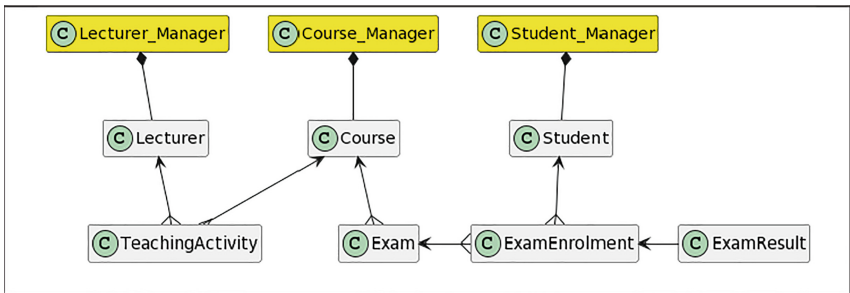 C Lecturer_Manager
C Course_Manager
C Student_Manager
C Lecturer
C Course
C Student
C TeachingActivity
C Exam
C ExamEnrolment
C ExamResult